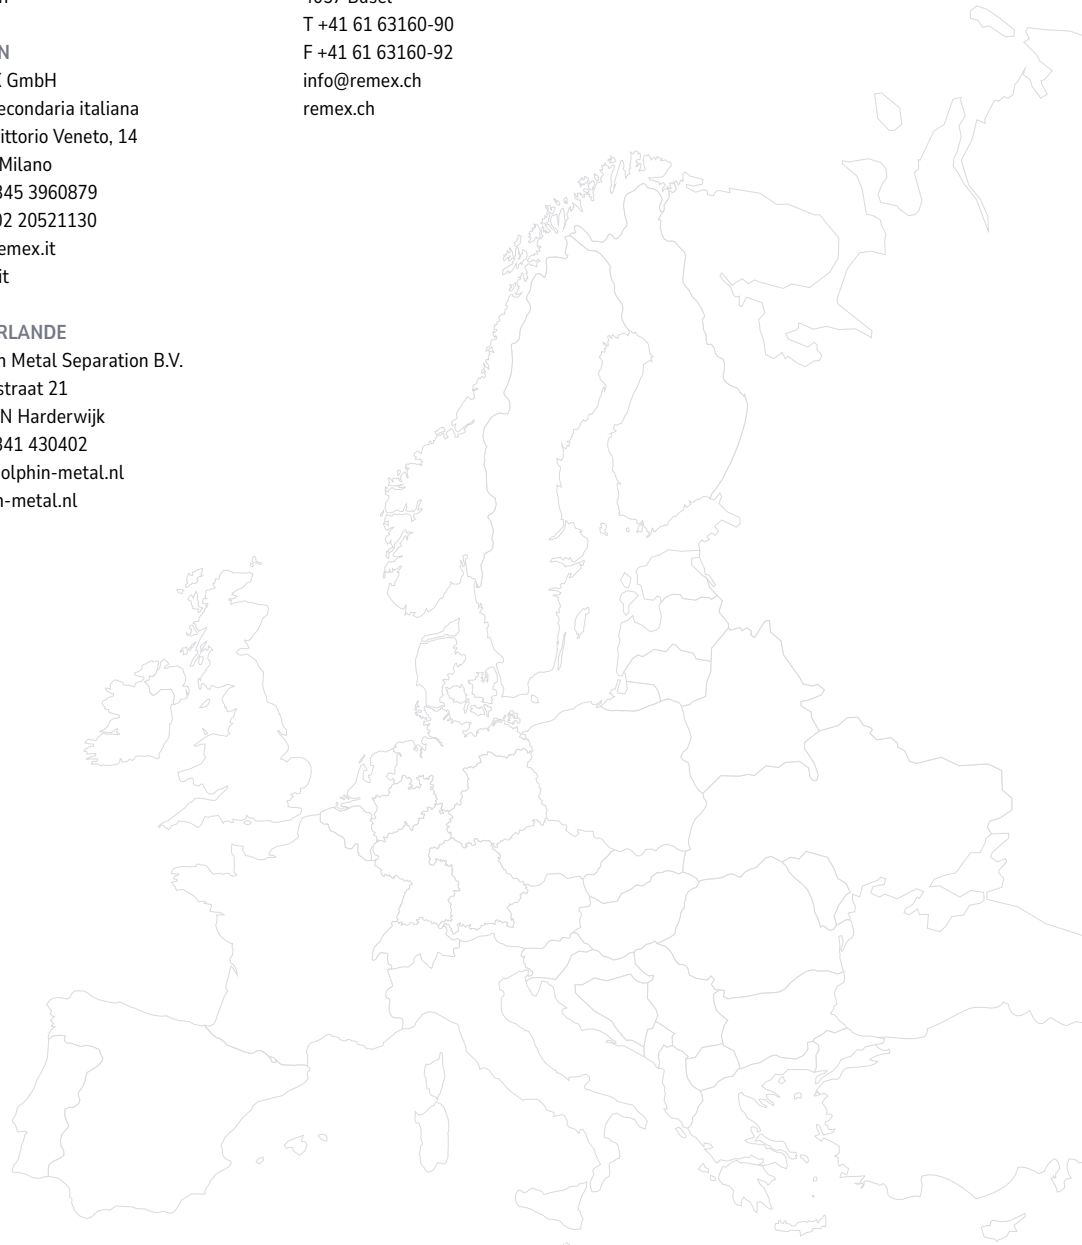 N
GmbH
econdaria italiana
ittorio Veneto, 14
Milano
345 3960879
02 20521130
emex.it
it
RLANDE
n Metal Separation B.V.
straat 21
N Harderwijk
341 430402
olphin-metal.nl
n-metal.nl
4057 Basel
T +41 61 63160-90
F +41 61 63160-92
info@remex.ch
remex.ch